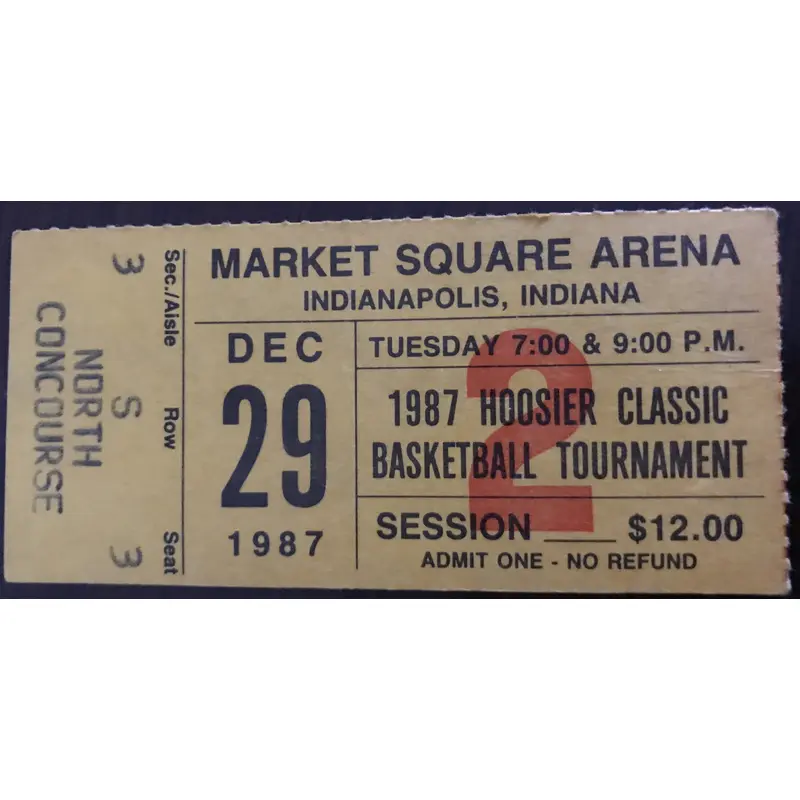 MARKET SQUARE ARENA
INDIANAPOLIS, INDIANA
DEC
29
1987
TUESDAY 7:00 & 9:00 P.M.
1987 HOOSIER CLASSIC
BASKETBALL TOURNAMENT
2
SESSION ____ $12.00
ADMIT ONE - NO REFUND
Sec./Aisle Row Seat
3 S 3
NORTH
CONCOURSE